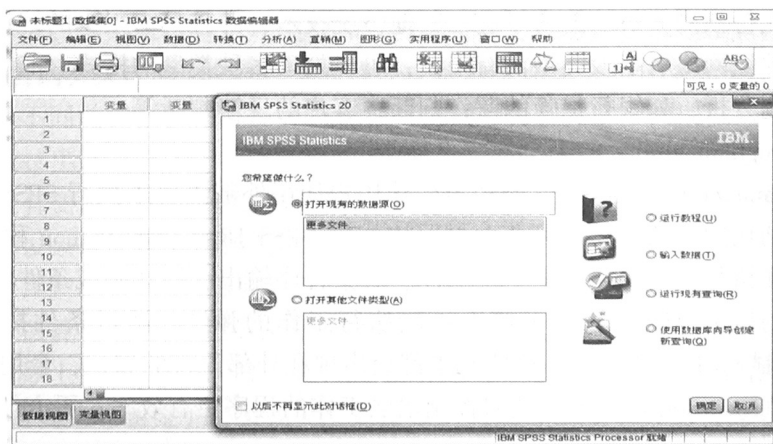 未标题1 [数据集0] - IBM SPSS Statistics 数据编辑器
文件(F) 编辑(E) 视图(V) 数据(D) 转换(T) 分析(A) 直销(M) 图形(G) 实用程序(U) 窗口(W) 帮助
可见：0 变量的 0
变量 变量
1
2
3
4
5
6
7
8
9
10
11
12
13
14
15
16
17
18
IBM SPSS Statistics 20
IBM SPSS Statistics IBM.
您希望做什么？
打开现有的数据源(O)
更多文件...
打开其他文件类型(A)
更多文件...
运行教程(U)
输入数据(T)
运行现有查询(R)
使用数据库向导创建
新查询(Q)
以后不再显示此对话框(D)
确定 取消
数据视图 变量视图
IBM SPSS Statistics Processor 就绪